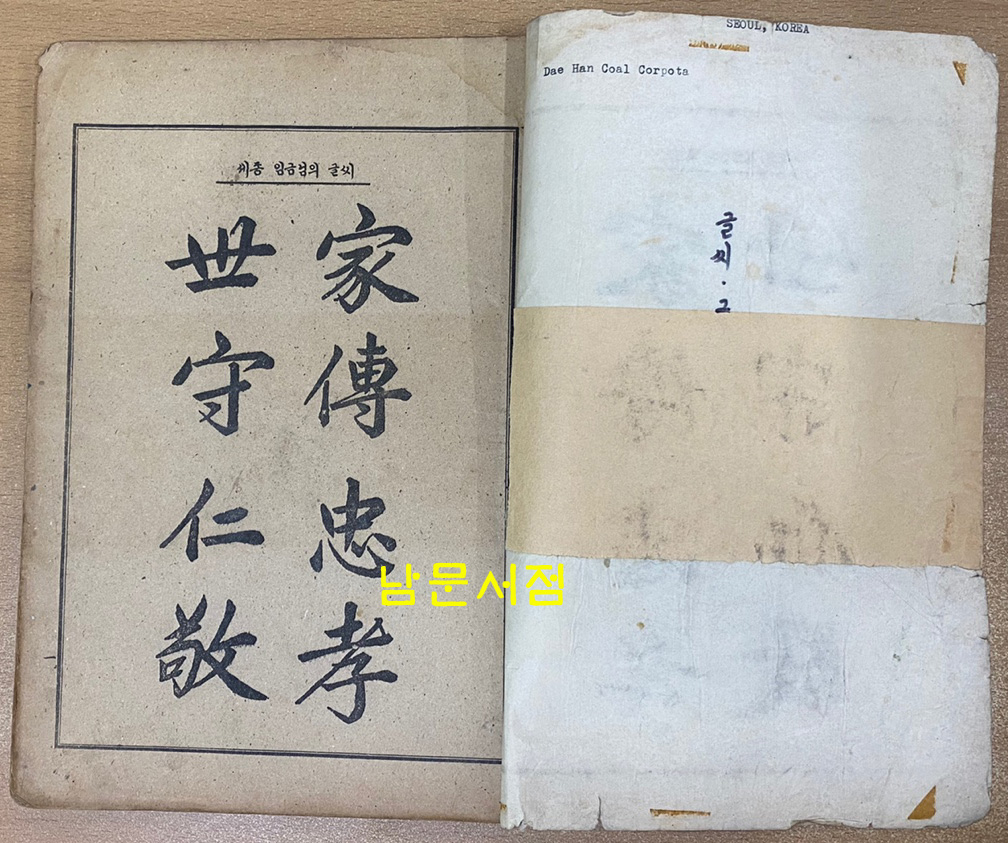 세종 임금님의 글씨
家傳忠孝
世守仁敬
SEOUL, KOREA
Dae Han Coal Corpota
글씨·그
남문서점